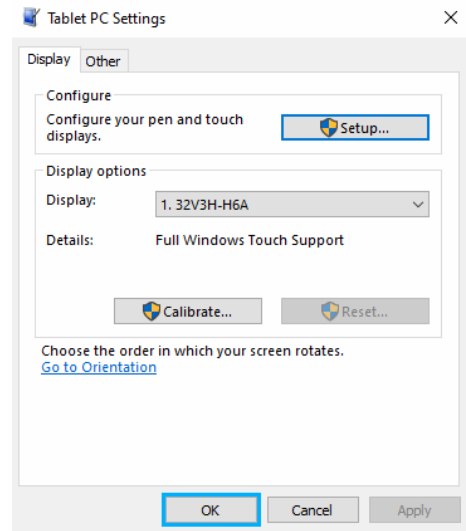 Tablet PC Settings
Display Other
Configure
Configure your pen and touch
displays.
Setup...
Display options
Display: 1. 32V3H-H6A
Details: Full Windows Touch Support
Calibrate... Reset...
Choose the order in which your screen rotates.
Go to Orientation
OK Cancel Apply